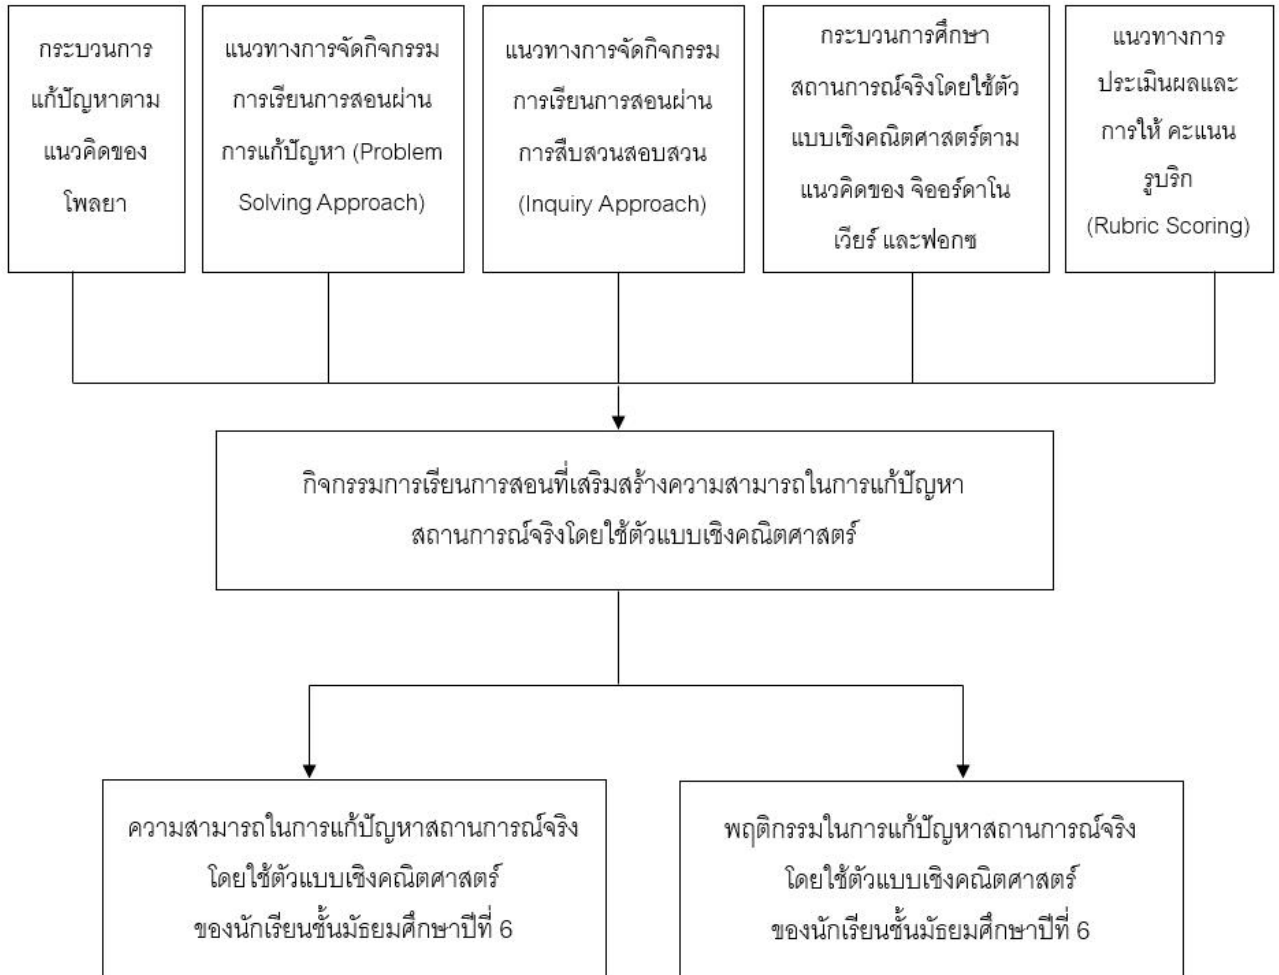 กระบวนการ
แก้ปัญหาตาม
แนวคิดของ
โพลยา
แนวทางการจัดกิจกรรม
การเรียนการสอนผ่าน
การแก้ปัญหา (Problem
Solving Approach)
แนวทางการจัดกิจกรรม
การเรียนการสอนผ่าน
การสืบสวนสอบสวน
(Inquiry Approach)
กระบวนการศึกษา
สถานการณ์จริงโดยใช้ตัว
แบบเชิงคณิตศาสตร์ตาม
แนวคิดของ จิออร์ดาโน
เวียร์ และฟอกซ
แนวทางการ
ประเมินผลและ
การให้ คะแนน
รูบริก
(Rubric Scoring)
กิจกรรมการเรียนการสอนที่เสริมสร้างความสามารถในการแก้ปัญหา
สถานการณ์จริงโดยใช้ตัวแบบเชิงคณิตศาสตร์
ความสามารถในการแก้ปัญหาสถานการณ์จริง
โดยใช้ตัวแบบเชิงคณิตศาสตร์
ของนักเรียนชั้นมัธยมศึกษาปีที่ 6
พฤติกรรมในการแก้ปัญหาสถานการณ์จริง
โดยใช้ตัวแบบเชิงคณิตศาสตร์
ของนักเรียนชั้นมัธยมศึกษาปีที่ 6